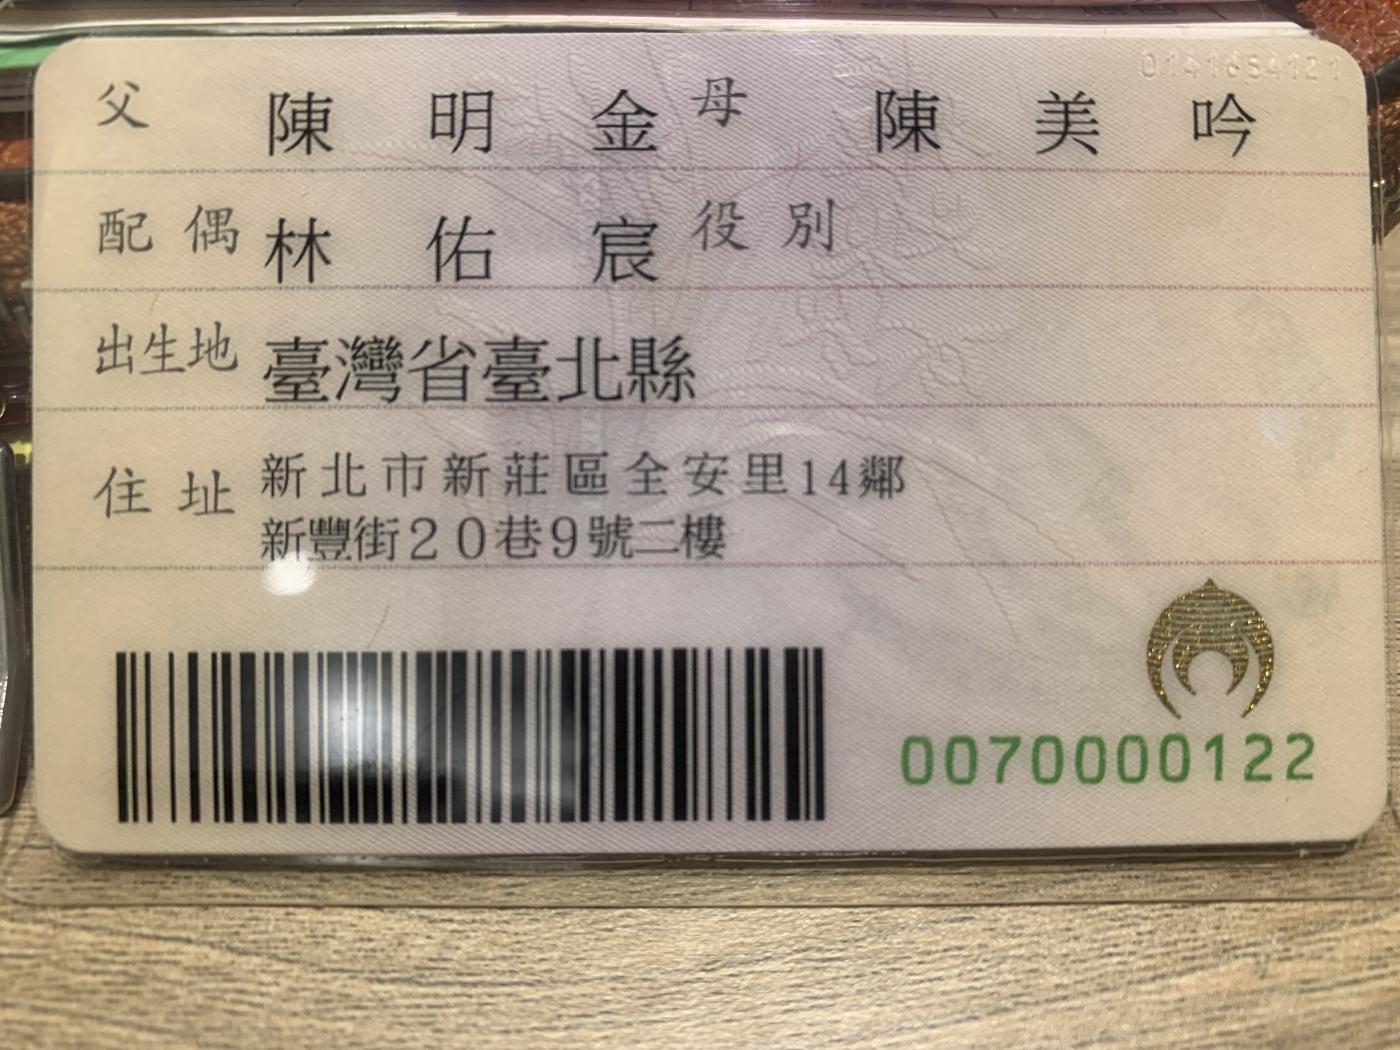 0141654121
父 陳明金 母 陳美吟
配偶 林佑宸 役別
出生地 臺灣省臺北縣
住址 新北市新莊區全安里14鄰
新豐街20巷9號二樓
0070000122